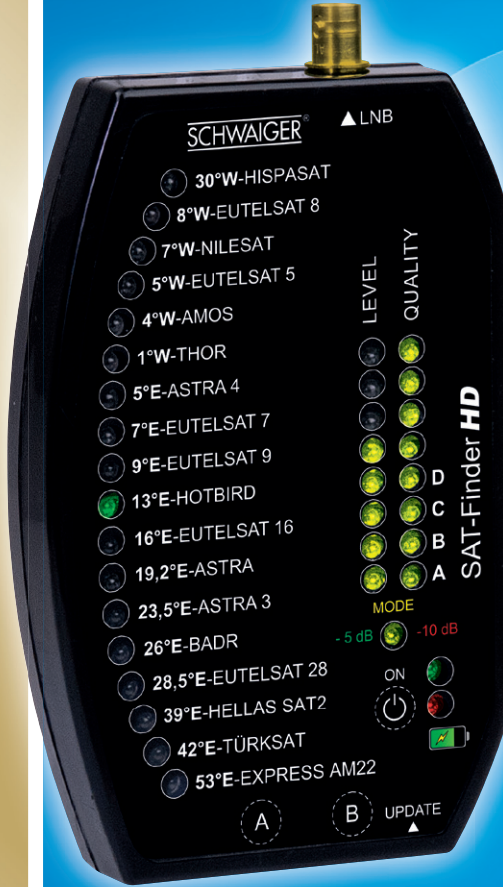 SCHWAIGER®
▲LNB
30°W-HISPASAT
8°W-EUTELSAT 8
7°W-NILESAT
5°W-EUTELSAT 5
4°W-AMOS
1°W-THOR
5°E-ASTRA 4
7°E-EUTELSAT 7
9°E-EUTELSAT 9
13°E-HOTBIRD
16°E-EUTELSAT 16
19,2°E-ASTRA
23,5°E-ASTRA 3
26°E-BADR
28,5°E-EUTELSAT 28
39°E-HELLAS SAT2
42°E-TÜRKSAT
53°E-EXPRESS AM22
LEVEL
QUALITY
D
C
B
A
SAT-Finder HD
MODE
- 5 dB
-10 dB
ON
A
B
UPDATE
▲